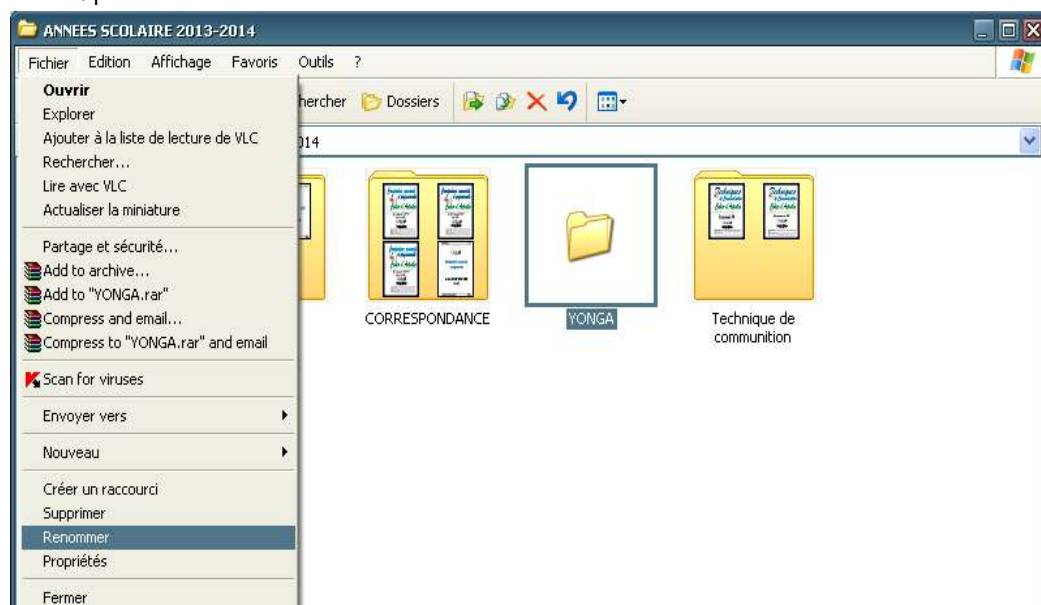 ANNEES SCOLAIRE 2013-2014
Fichier Edition Affichage Favoris Outils ?
hercher Dossiers
014
Ouvrir
Explorer
Ajouter à la liste de lecture de VLC
Rechercher...
Lire avec VLC
Actualiser la miniature
Partage et sécurité...
Add to archive...
Add to "YONGA.rar"
Compress and email...
Compress to "YONGA.rar" and email
Scan for viruses
Envoyer vers
Nouveau
Créer un raccourci
Supprimer
Renommer
Propriétés
Fermer
CORRESPONDANCE
YONGA
Technique de
communition